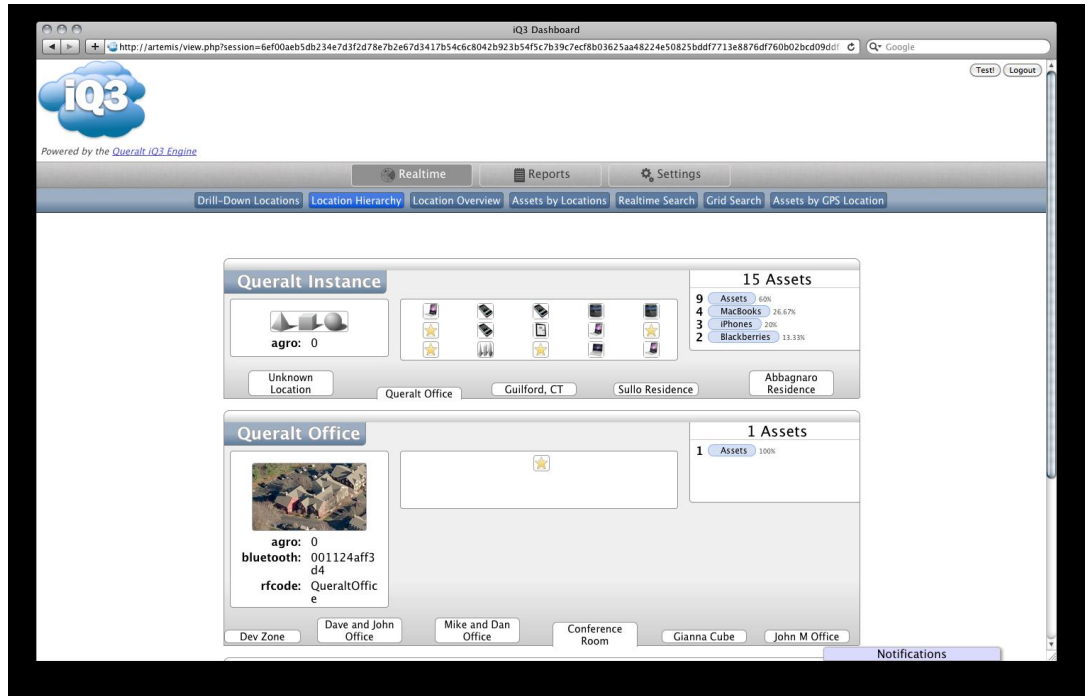 iQ3 Dashboard
http://artemis/view.php?session=6ef00aeb5db234e7d3f2d78e7b2e67d3417b54c6c8042b923b54f5c7b39c7ecf8b03625aa48224e50825bddf7713e8876df760b02bcd09ddf
Google
Test! Logout
iQ3
Powered by the Queralt iQ3 Engine
Realtime Reports Settings
Drill-Down Locations Location Hierarchy Location Overview Assets by Locations Realtime Search Grid Search Assets by GPS Location
Queralt Instance
15 Assets
9 Assets 60%
4 MacBooks 26.67%
3 iPhones 20%
2 Blackberries 13.33%
agro: 0
Unknown
Location
Queralt Office
Guilford, CT
Sullo Residence
Abbagnaro
Residence
Queralt Office
1 Assets
1 Assets 100%
agro: 0
bluetooth: 001124aff3
d4
rfcode: QueraltOffic
e
Dev Zone
Dave and John
Office
Mike and Dan
Office
Conference
Room
Gianna Cube
John M Office
Notifications